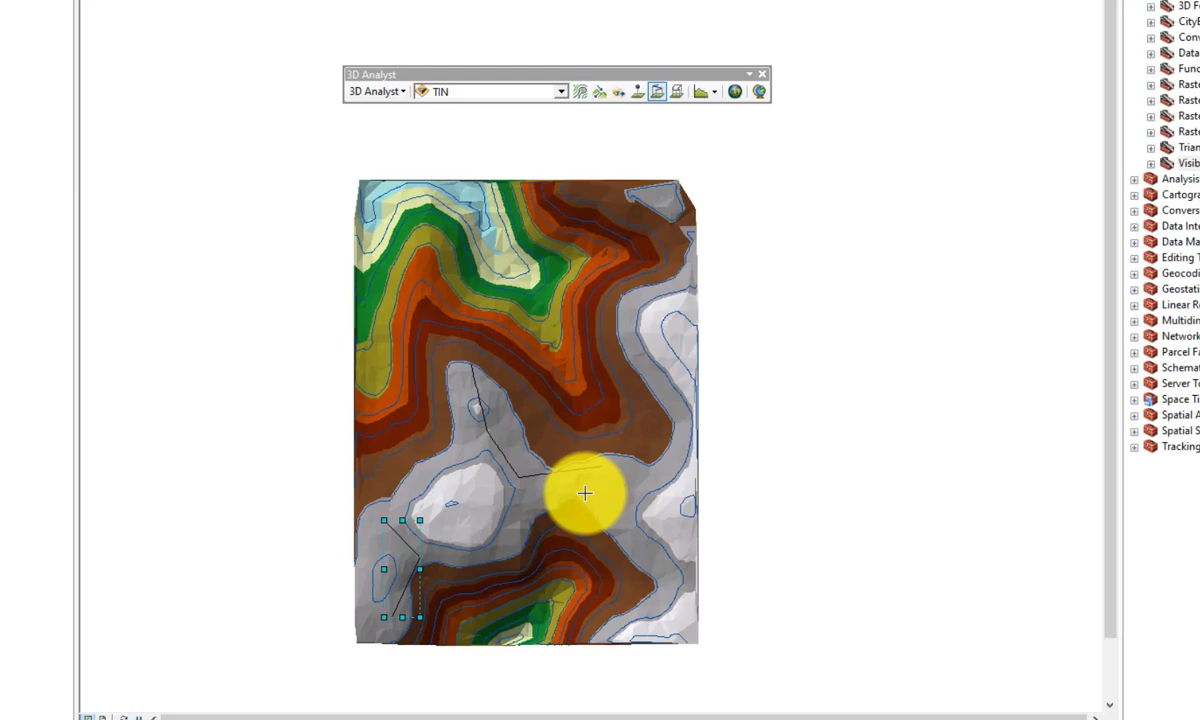 3D Analyst
3D Analyst
TIN
3D F
CityE
Conv
Data
Func
Raste
Raste
Raste
Raste
Trian
Visib
Analysis
Cartogra
Convers
Data Inte
Data Ma
Editing T
Geocodi
Geostati
Linear Re
Multidin
Network
Parcel Fa
Schemat
Server To
Space Ti
Spatial A
Spatial S
Tracking